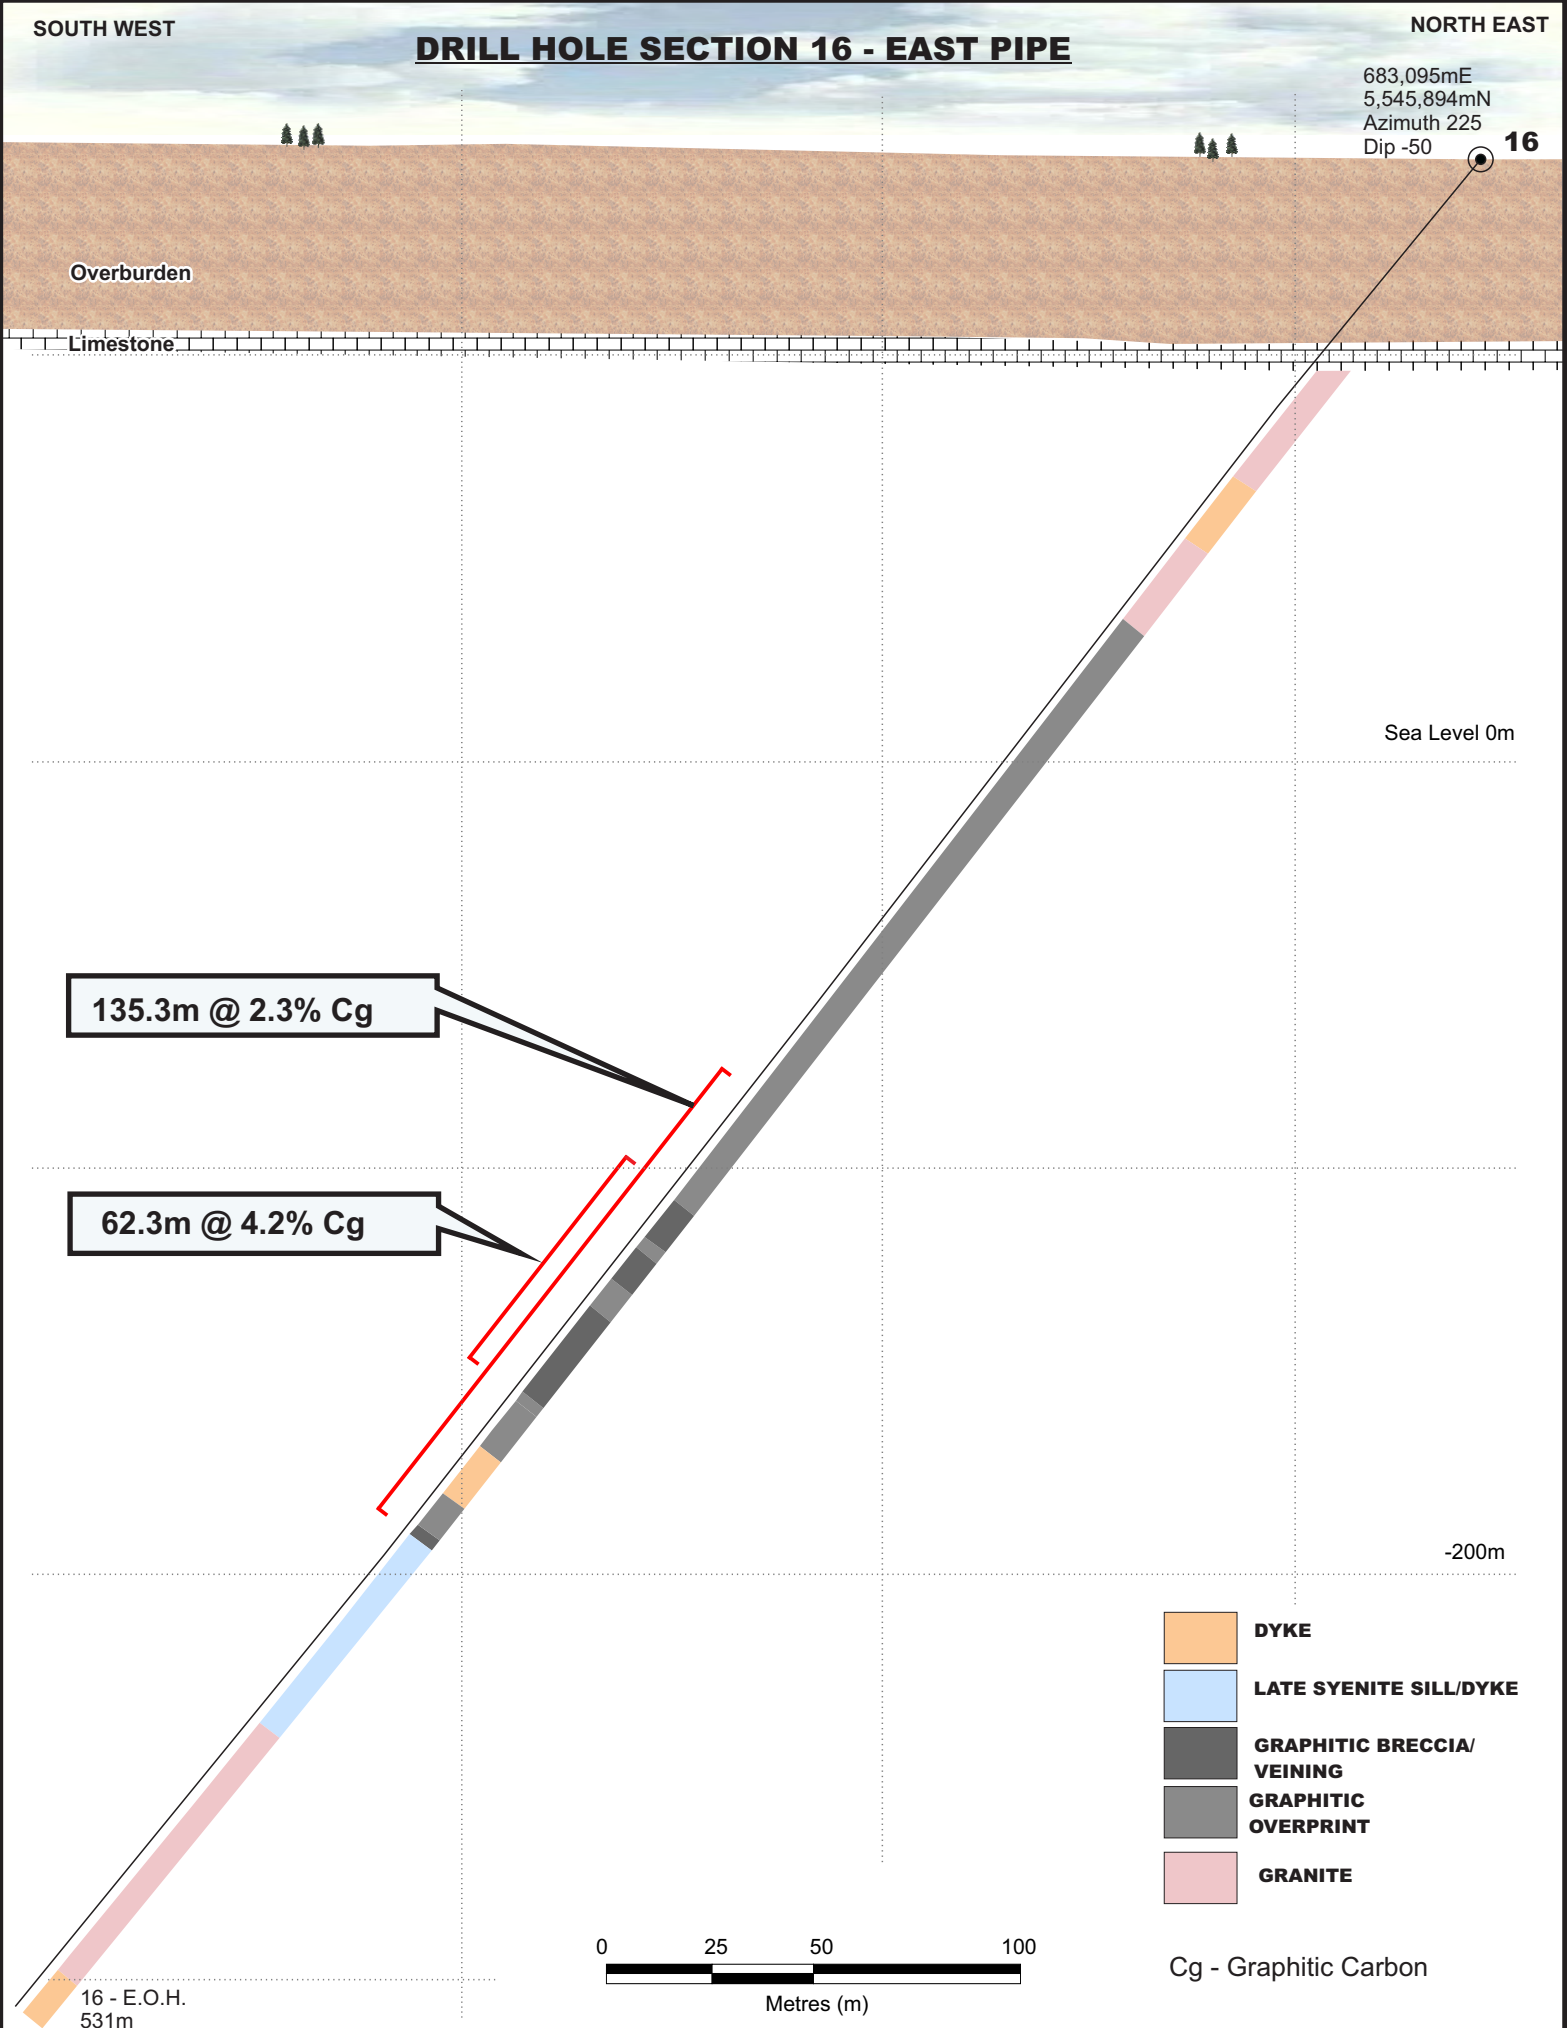 SOUTH WEST
DRILL HOLE SECTION 16 - EAST PIPE
NORTH EAST
683,095mE
5,545,894mN
Azimuth 225
Dip -50
16
Overburden
Limestone
Sea Level 0m
135.3m @ 2.3% Cg
62.3m @ 4.2% Cg
-200m
DYKE
LATE SYENITE SILL/DYKE
GRAPHITIC BRECCIA/
VEINING
GRAPHITIC
OVERPRINT
GRANITE
0 25 50 100
Metres (m)
Cg - Graphitic Carbon
16 - E.O.H.
531m